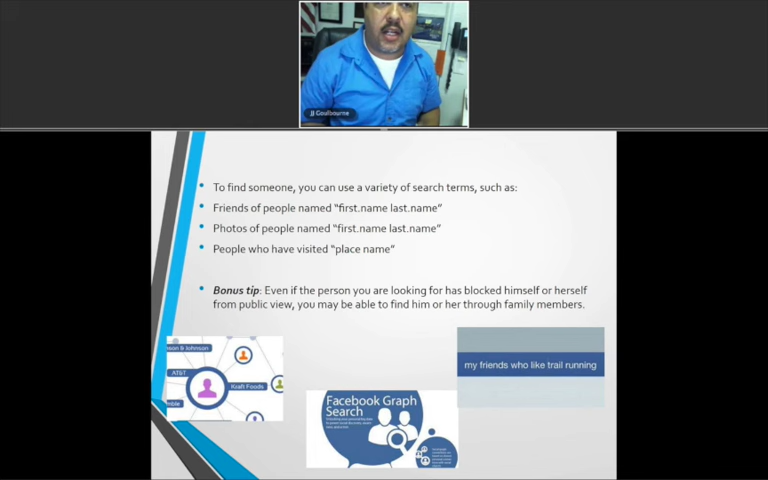 JJ Coulbourne
To find someone, you can use a variety of search terms, such as:
Friends of people named "first.name last.name"
Photos of people named "first.name last.name"
People who have visited "place name"
Bonus tip: Even if the person you are looking for has blocked himself or herself
from public view, you may be able to find him or her through family members.
son & Johnson
AT&T
Kraft Foods
mble
my friends who like trail running
Facebook Graph
Search